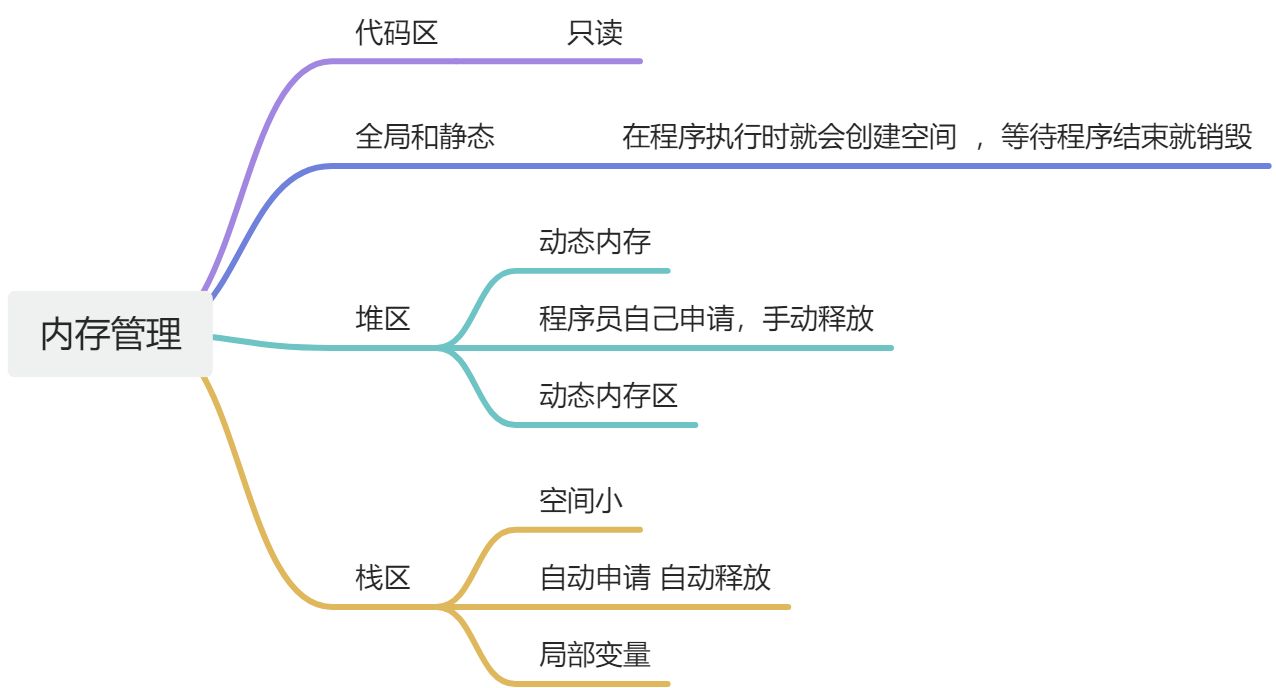 代码区 只读
全局和静态 在程序执行时就会创建空间 ，等待程序结束就销毁
动态内存
堆区 程序员自己申请，手动释放
动态内存区
内存管理
空间小
栈区 自动申请 自动释放
局部变量